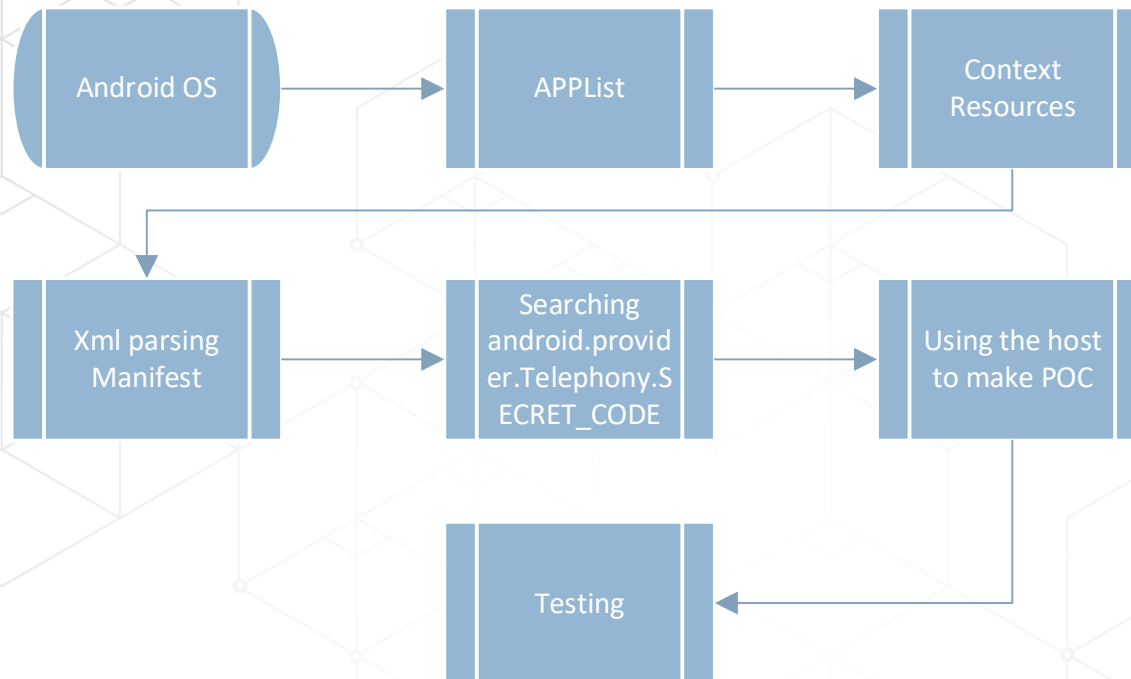 Android OS
APPList
Context
Resources
Xml parsing
Manifest
Searching
android.provid
er.Telephony.S
ECRET_CODE
Using the host
to make POC
Testing